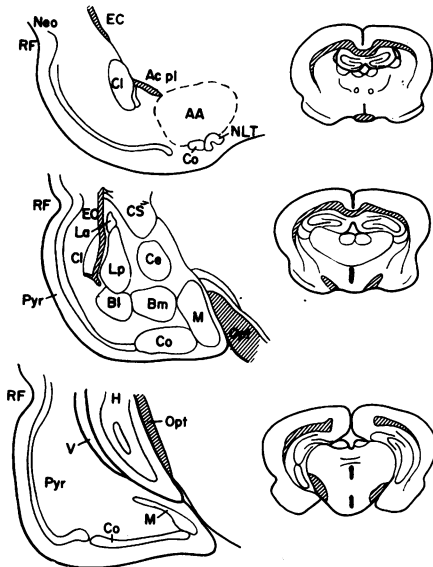 Neo
EC
RF
Cl
Ac pl
AA
NLT
Co
RF
EC
CS
La
Cl
Lp
Ce
Pyr
Bl
Bm
M
Co
Opt
RF
H
Opt
V
Pyr
M
Co